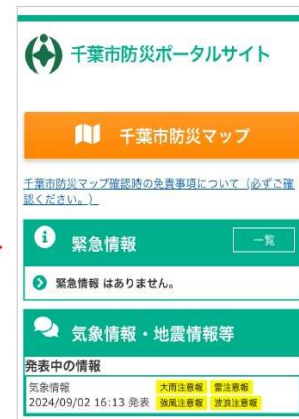 千葉市防災ポータルサイト
千葉市防災マップ
千葉市防災マップ確認時の免責事項について（必ずご確
認ください。）
緊急情報
一覧
緊急情報 はありません。
気象情報・地震情報等
発表中の情報
気象情報
大雨注意報 雷注意報
2024/09/02 16:13 発表 強風注意報 波浪注意報